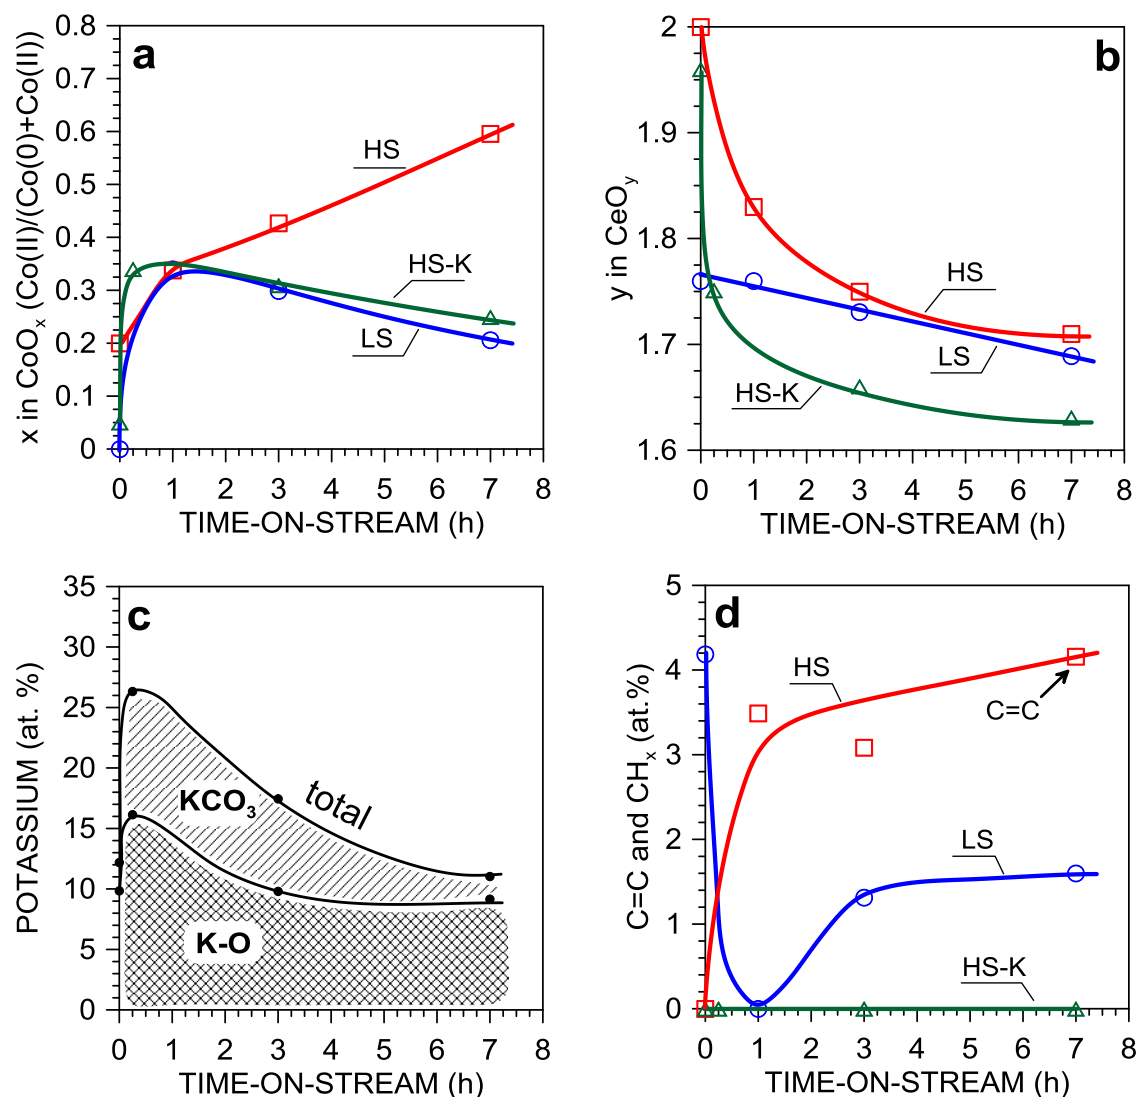 a
x in CoOₓ (Co(II)/(Co(0)+Co(II))
0.8
0.7
0.6
0.5
0.4
0.3
0.2
0.1
0
HS
HS-K
LS
0 1 2 3 4 5 6 7 8
TIME-ON-STREAM (h)
b
y in CeOᵧ
2
1.9
1.8
1.7
1.6
HS
LS
HS-K
0 1 2 3 4 5 6 7 8
TIME-ON-STREAM (h)
c
POTASSIUM (at. %)
35
30
25
20
15
10
5
0
KCO₃
total
K-O
0 1 2 3 4 5 6 7 8
TIME-ON-STREAM (h)
d
C=C and CHₓ (at.%)
5
4
3
2
1
0
HS
C=C
LS
HS-K
0 1 2 3 4 5 6 7 8
TIME-ON-STREAM (h)